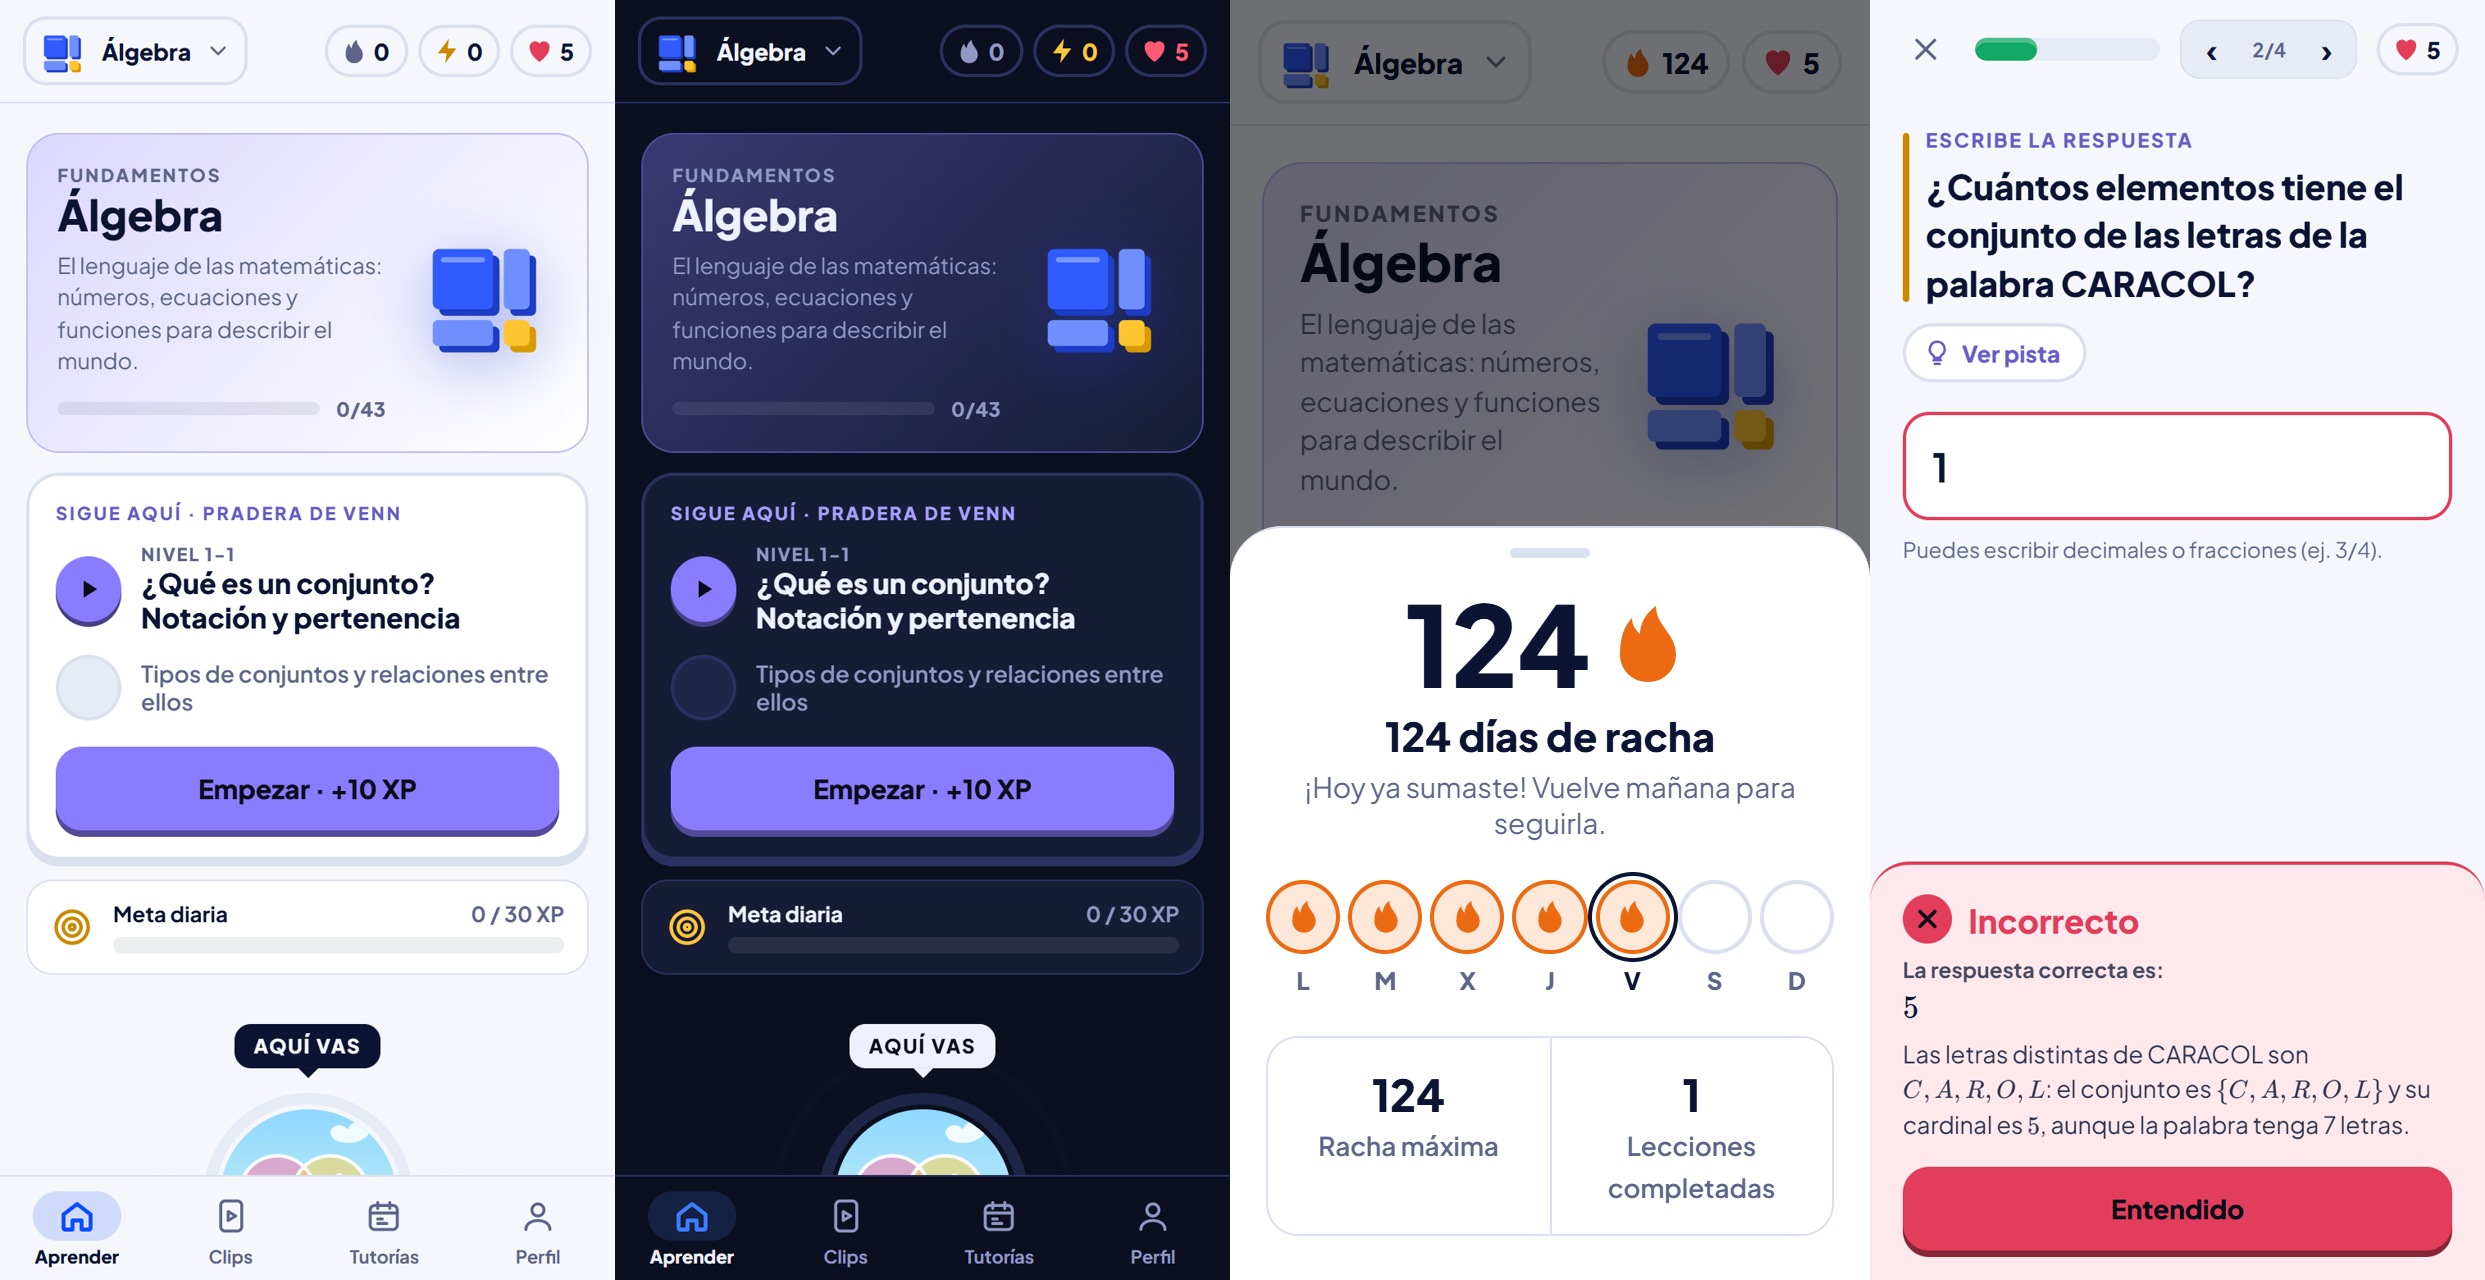 Álgebra
0
0
5
FUNDAMENTOS
Álgebra
El lenguaje de las matemáticas:
números, ecuaciones y
funciones para describir el
mundo.
0/43
SIGUE AQUÍ · PRADERA DE VENN
NIVEL 1-1
¿Qué es un conjunto?
Notación y pertenencia
Tipos de conjuntos y relaciones entre
ellos
Empezar · +10 XP
Meta diaria
0 / 30 XP
AQUÍ VAS
Aprender
Clips
Tutorías
Perfil
Álgebra
0
0
5
FUNDAMENTOS
Álgebra
El lenguaje de las matemáticas:
números, ecuaciones y
funciones para describir el
mundo.
0/43
SIGUE AQUÍ · PRADERA DE VENN
NIVEL 1-1
¿Qué es un conjunto?
Notación y pertenencia
Tipos de conjuntos y relaciones entre
ellos
Empezar · +10 XP
Meta diaria
0 / 30 XP
AQUÍ VAS
Aprender
Clips
Tutorías
Perfil
Álgebra
124
5
FUNDAMENTOS
Álgebra
El lenguaje de las
matemáticas: números,
ecuaciones y funciones
para describir el
mundo.
124
124 días de racha
¡Hoy ya sumaste! Vuelve mañana para
seguirla.
L M X J V S D
124
Racha máxima
1
Lecciones
completadas
2/4
5
ESCRIBE LA RESPUESTA
¿Cuántos elementos tiene el
conjunto de las letras de la
palabra CARACOL?
Ver pista
1
Puedes escribir decimales o fracciones (ej. 3/4).
Incorrecto
La respuesta correcta es:
5
Las letras distintas de CARACOL son
C, A, R, O, L: el conjunto es {C, A, R, O, L} y su
cardinal es 5, aunque la palabra tenga 7 letras.
Entendido